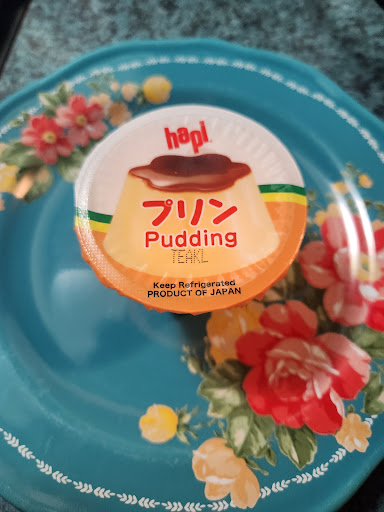 hapi
プリン
Pudding
TEAKL
Keep Refrigerated
PRODUCT OF JAPAN